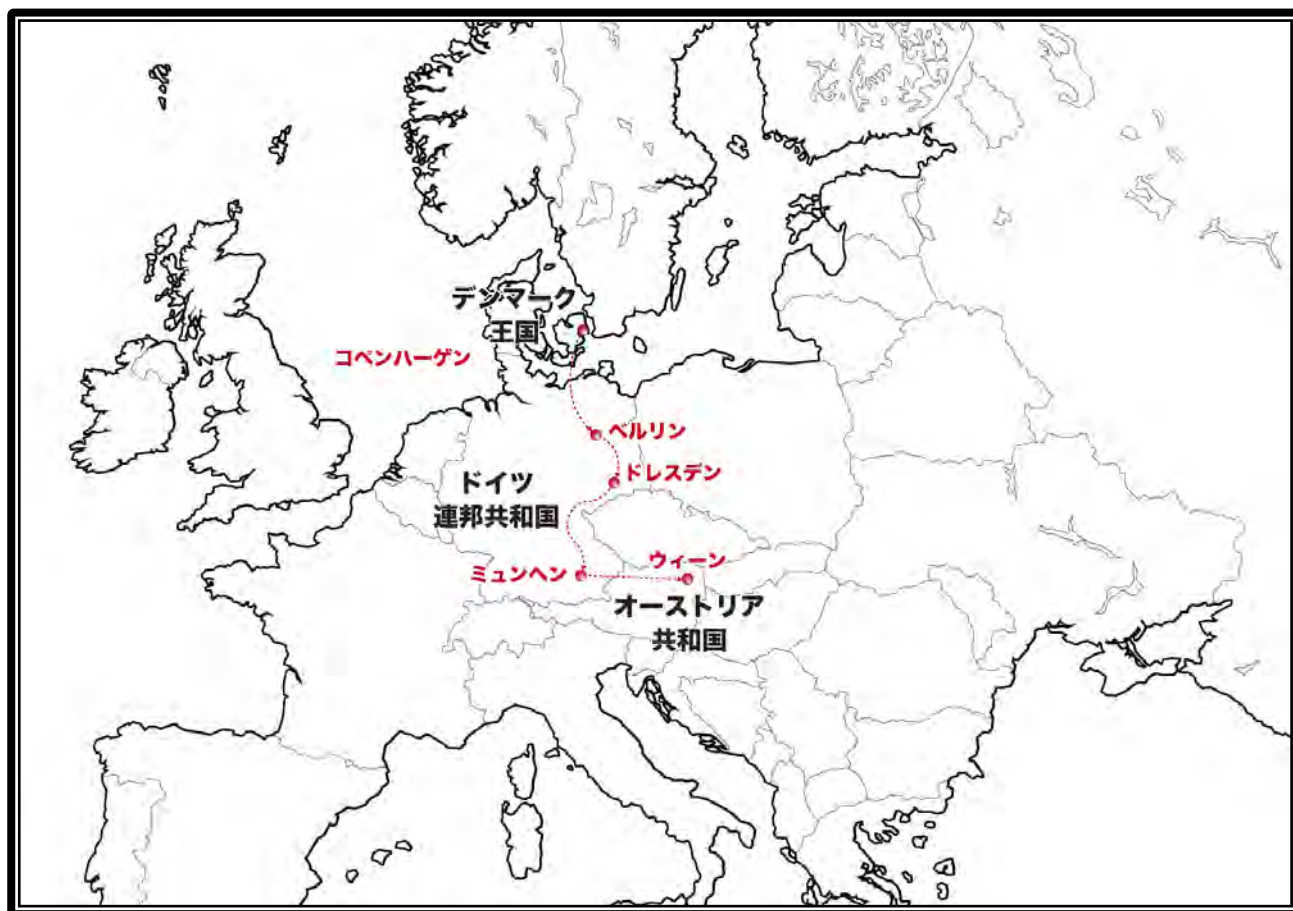 デンマーク
王国
コペンハーゲン
ベルリン
ドレスデン
ドイツ
連邦共和国
ウィーン
ミュンヘン
オーストリア
共和国